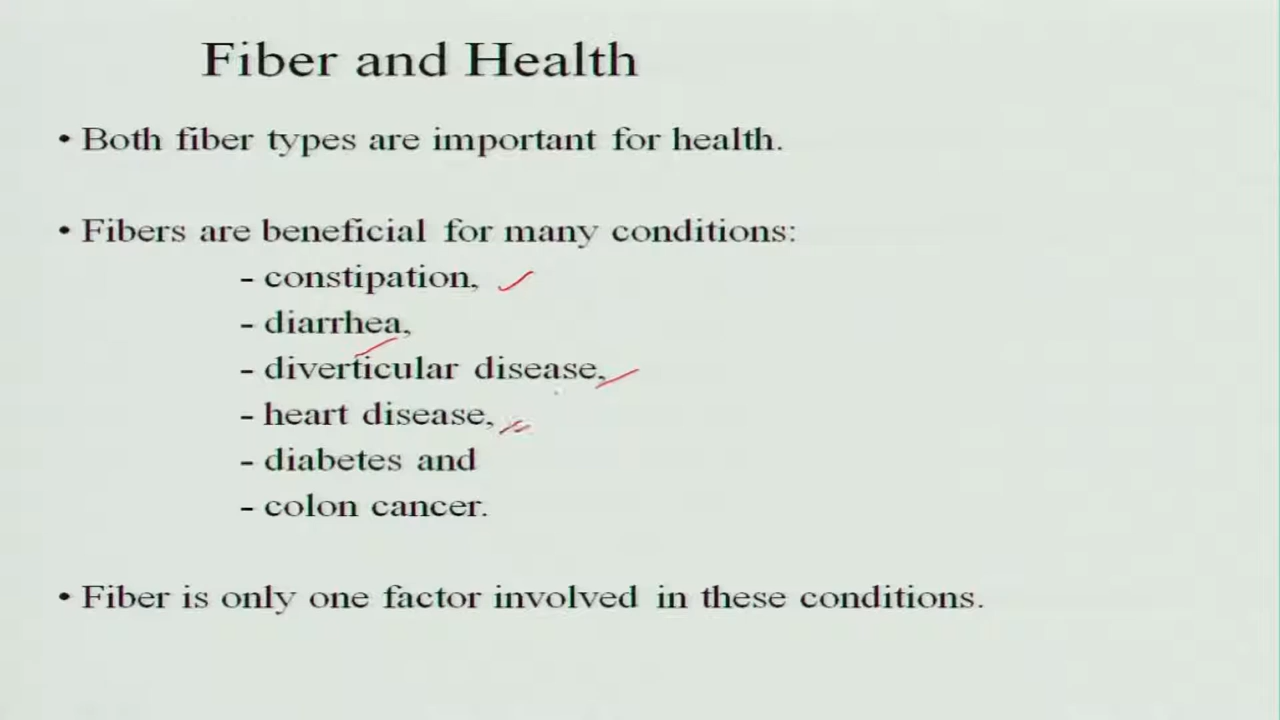 Fiber and Health
• Both fiber types are important for health.
• Fibers are beneficial for many conditions:
- constipation,
- diarrhea,
- diverticular disease,
- heart disease,
- diabetes and
- colon cancer.
• Fiber is only one factor involved in these conditions.